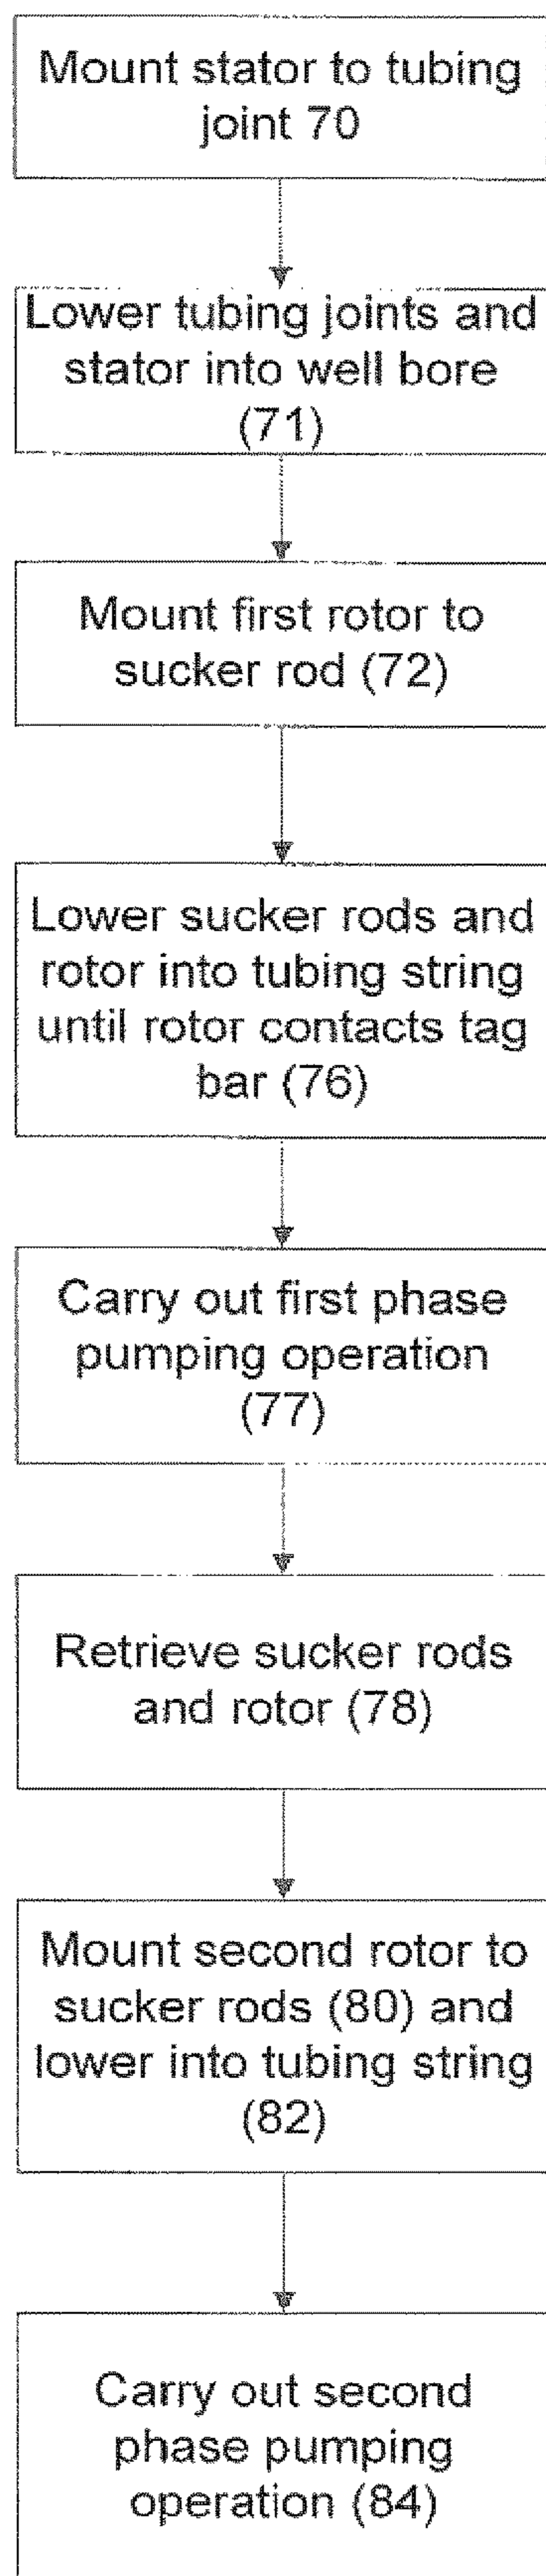 Mount stator to tubing
joint 70
Lower tubing joints and
stator into well bore
(71)
Mount first rotor to
sucker rod (72)
Lower sucker rods and
rotor into tubing string
until rotor contacts tag
bar (76)
Carry out first phase
pumping operation
(77)
Retrieve sucker rods
and rotor (78)
Mount second rotor to
sucker rods (80) and
lower into tubing string
(82)
Carry out second
phase pumping
operation (84)